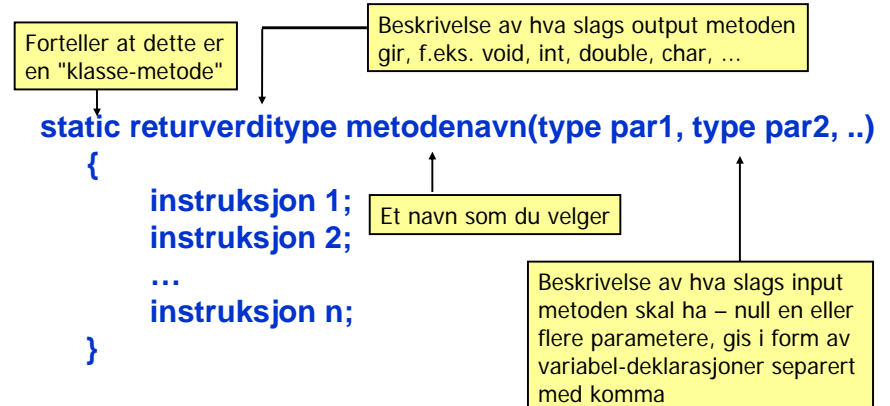 Forteller at dette er
en "klasse-metode"
Beskrivelse av hva slags output metoden
gir, f.eks. void, int, double, char, …
static returverditype metodenavn(type par1, type par2, ..)
{
instruksjon 1;
instruksjon 2;
…
instruksjon n;
}
Et navn som du velger
Beskrivelse av hva slags input
metoden skal ha – null en eller
flere parametere, gis i form av
variabel-deklarasjoner separert
med komma